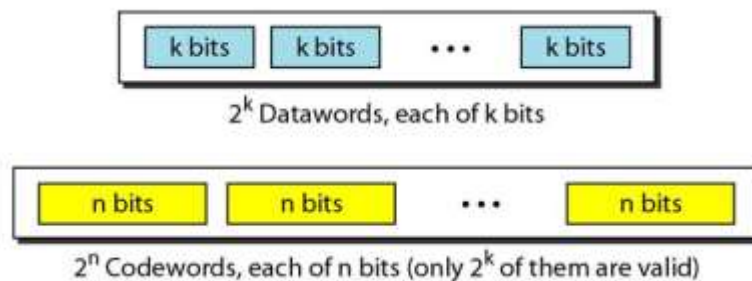 k bits k bits • • • k bits
2^k Datawords, each of k bits
n bits n bits • • • n bits
2^n Codewords, each of n bits (only 2^k of them are valid)